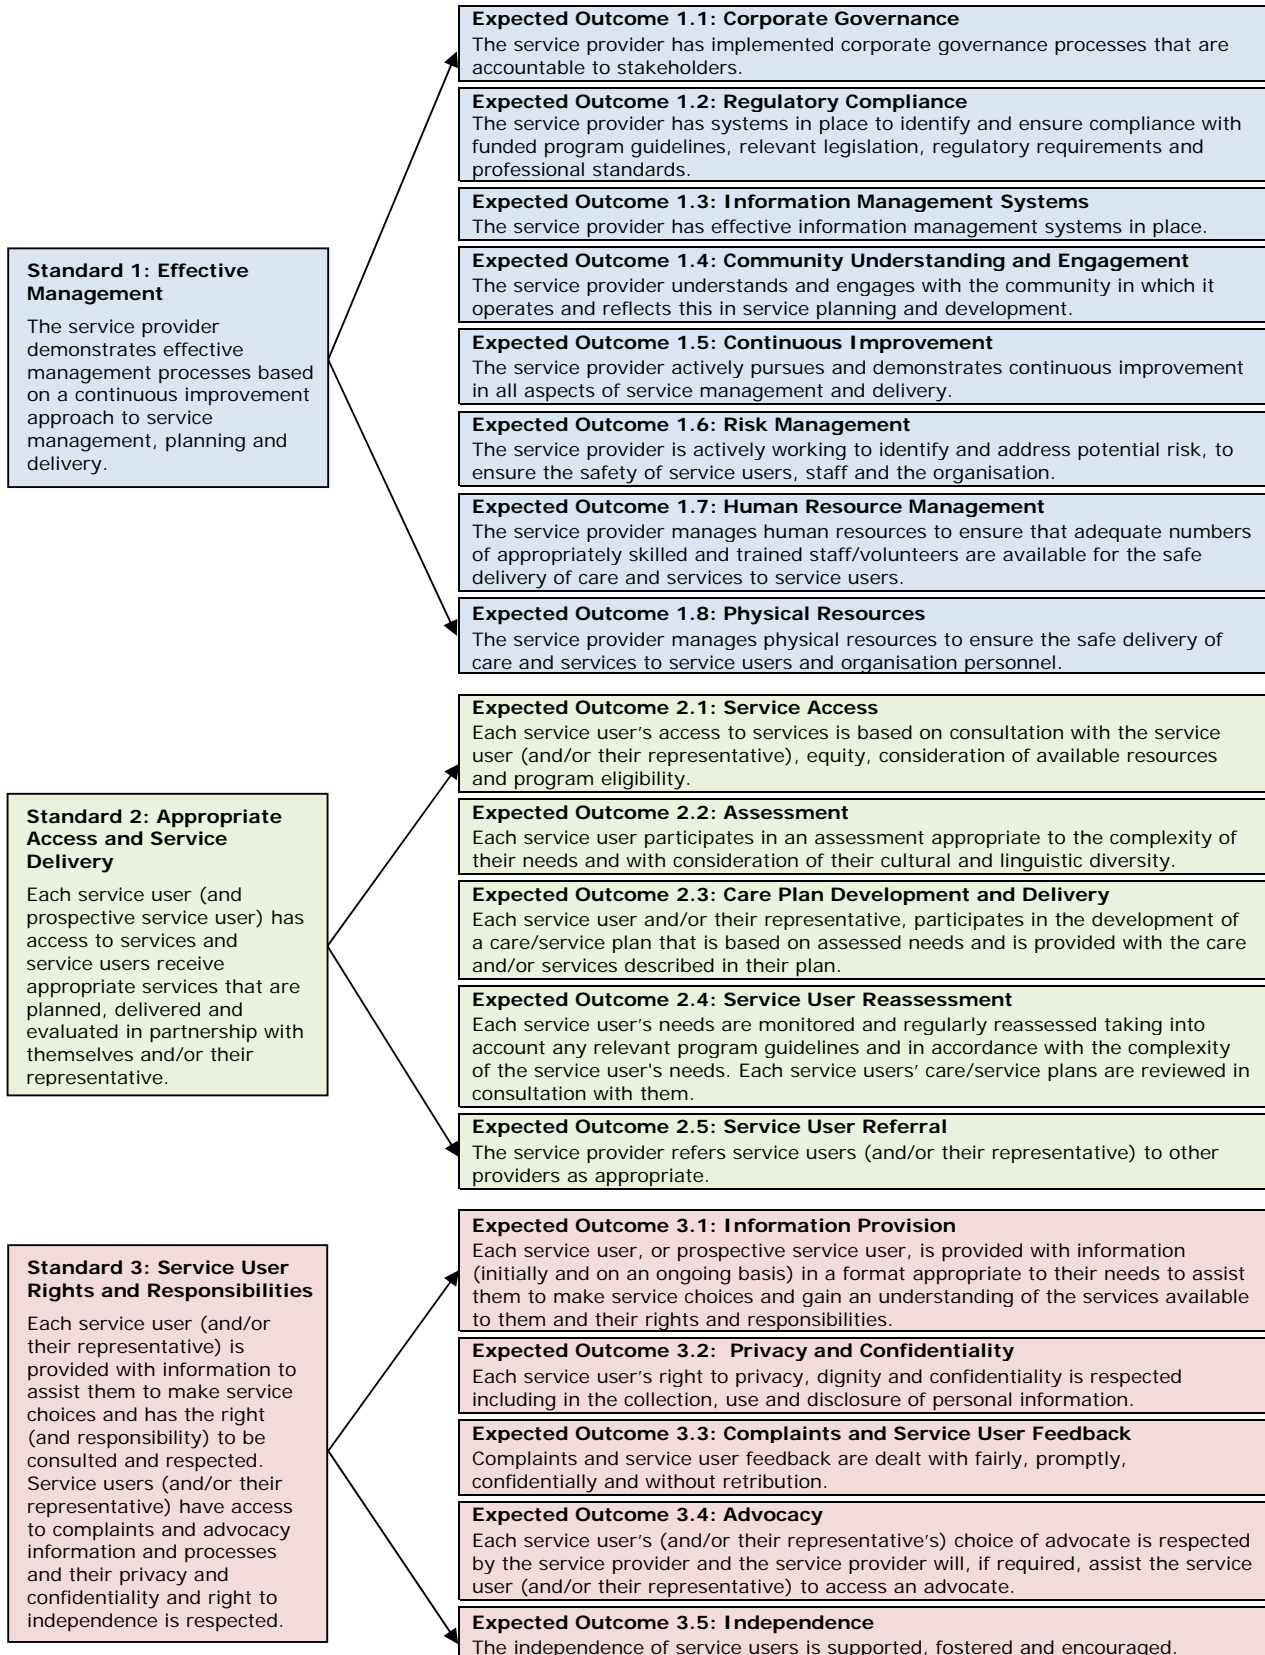 Standard 1: Effective
Management
The service provider
demonstrates effective
management processes based
on a continuous improvement
approach to service
management, planning and
delivery.
Expected Outcome 1.1: Corporate Governance
The service provider has implemented corporate governance processes that are
accountable to stakeholders.
Expected Outcome 1.2: Regulatory Compliance
The service provider has systems in place to identify and ensure compliance with
funded program guidelines, relevant legislation, regulatory requirements and
professional standards.
Expected Outcome 1.3: Information Management Systems
The service provider has effective information management systems in place.
Expected Outcome 1.4: Community Understanding and Engagement
The service provider understands and engages with the community in which it
operates and reflects this in service planning and development.
Expected Outcome 1.5: Continuous Improvement
The service provider actively pursues and demonstrates continuous improvement
in all aspects of service management and delivery.
Expected Outcome 1.6: Risk Management
The service provider is actively working to identify and address potential risk, to
ensure the safety of service users, staff and the organisation.
Expected Outcome 1.7: Human Resource Management
The service provider manages human resources to ensure that adequate numbers
of appropriately skilled and trained staff/volunteers are available for the safe
delivery of care and services to service users.
Expected Outcome 1.8: Physical Resources
The service provider manages physical resources to ensure the safe delivery of
care and services to service users and organisation personnel.
Standard 2: Appropriate
Access and Service
Delivery
Each service user (and
prospective service user) has
access to services and
service users receive
appropriate services that are
planned, delivered and
evaluated in partnership with
themselves and/or their
representative.
Expected Outcome 2.1: Service Access
Each service user's access to services is based on consultation with the service
user (and/or their representative), equity, consideration of available resources
and program eligibility.
Expected Outcome 2.2: Assessment
Each service user participates in an assessment appropriate to the complexity of
their needs and with consideration of their cultural and linguistic diversity.
Expected Outcome 2.3: Care Plan Development and Delivery
Each service user and/or their representative, participates in the development of
a care/service plan that is based on assessed needs and is provided with the care
and/or services described in their plan.
Expected Outcome 2.4: Service User Reassessment
Each service user's needs are monitored and regularly reassessed taking into
account any relevant program guidelines and in accordance with the complexity
of the service user's needs. Each service users' care/service plans are reviewed in
consultation with them.
Expected Outcome 2.5: Service User Referral
The service provider refers service users (and/or their representative) to other
providers as appropriate.
Standard 3: Service User
Rights and Responsibilities
Each service user (and/or
their representative) is
provided with information to
assist them to make service
choices and has the right
(and responsibility) to be
consulted and respected.
Service users (and/or their
representative) have access
to complaints and advocacy
information and processes
and their privacy and
confidentiality and right to
independence is respected.
Expected Outcome 3.1: Information Provision
Each service user, or prospective service user, is provided with information
(initially and on an ongoing basis) in a format appropriate to their needs to assist
them to make service choices and gain an understanding of the services available
to them and their rights and responsibilities.
Expected Outcome 3.2: Privacy and Confidentiality
Each service user's right to privacy, dignity and confidentiality is respected
including in the collection, use and disclosure of personal information.
Expected Outcome 3.3: Complaints and Service User Feedback
Complaints and service user feedback are dealt with fairly, promptly,
confidentially and without retribution.
Expected Outcome 3.4: Advocacy
Each service user's (and/or their representative's) choice of advocate is respected
by the service provider and the service provider will, if required, assist the service
user (and/or their representative) to access an advocate.
Expected Outcome 3.5: Independence
The independence of service users is supported, fostered and encouraged.